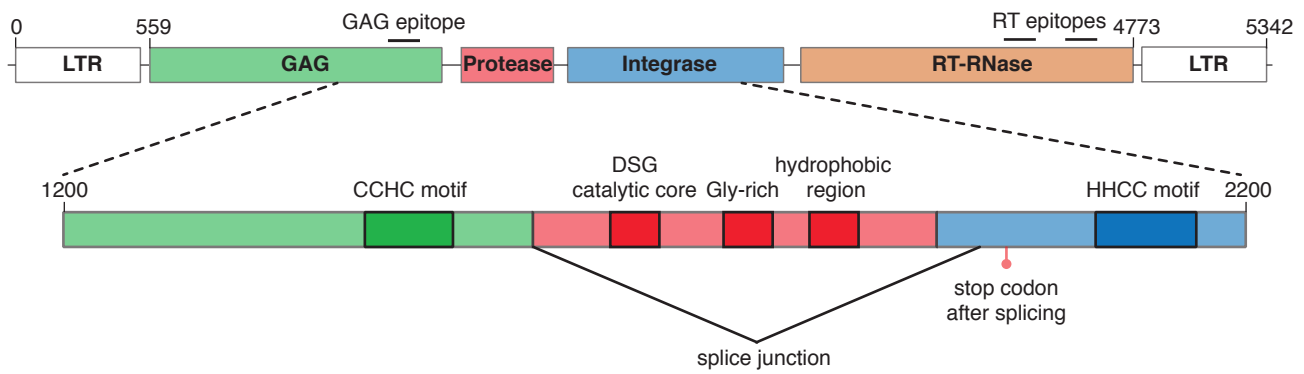 GAG epitope
RT epitopes
0
559
4773
5342
LTR
GAG
Protease
Integrase
RT-RNase
LTR
DSG
catalytic core
hydrophobic
region
1200
CCHC motif
Gly-rich
HHCC motif
2200
stop codon
after splicing
splice junction